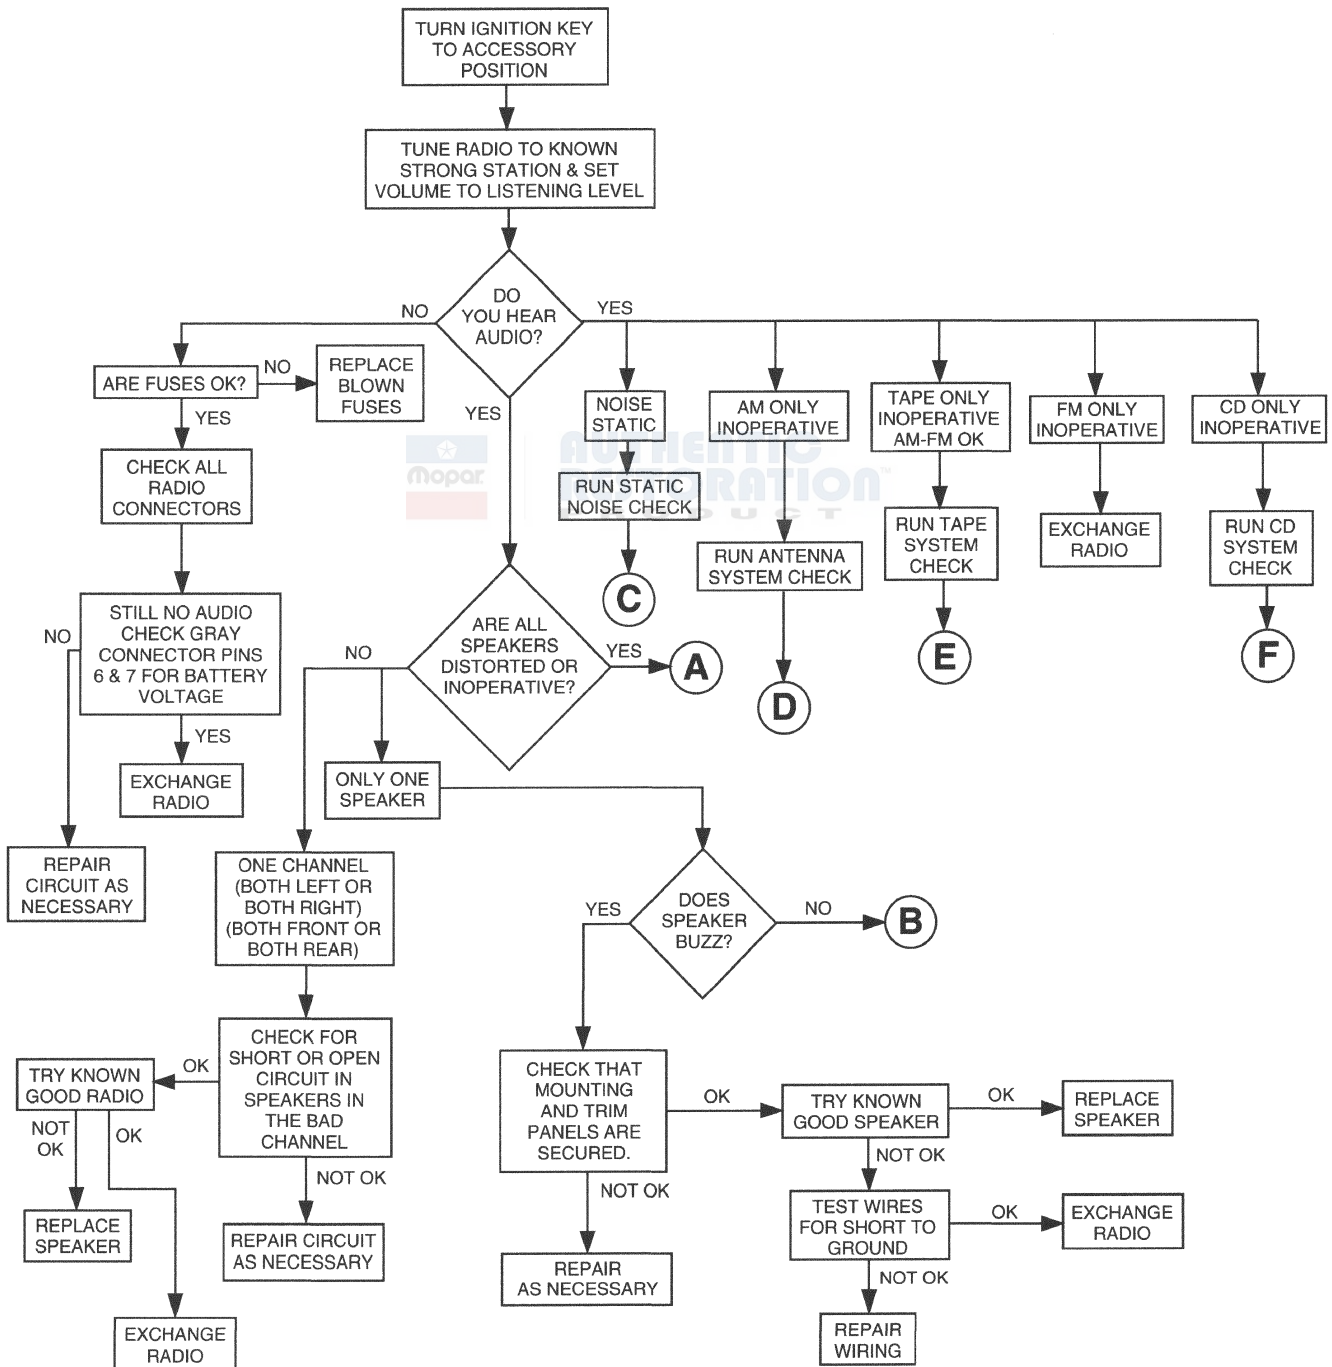 TURN IGNITION KEY
TO ACCESSORY
POSITION
TUNE RADIO TO KNOWN
STRONG STATION & SET
VOLUME TO LISTENING LEVEL
DO
YOU HEAR
AUDIO?
NO
YES
YES
ARE FUSES OK?
NO
REPLACE
BLOWN
FUSES
YES
CHECK ALL
RADIO
CONNECTORS
STILL NO AUDIO
CHECK GRAY
CONNECTOR PINS
6 & 7 FOR BATTERY
VOLTAGE
NO
YES
EXCHANGE
RADIO
REPAIR
CIRCUIT AS
NECESSARY
NOISE
STATIC
RUN STATIC
NOISE CHECK
C
AM ONLY
INOPERATIVE
RUN ANTENNA
SYSTEM CHECK
D
TAPE ONLY
INOPERATIVE
AM-FM OK
RUN TAPE
SYSTEM
CHECK
E
FM ONLY
INOPERATIVE
EXCHANGE
RADIO
CD ONLY
INOPERATIVE
RUN CD
SYSTEM
CHECK
F
Mopar
AUTHENTIC
RESTORATION™
PRODUCT
ARE ALL
SPEAKERS
DISTORTED OR
INOPERATIVE?
NO
YES
A
ONLY ONE
SPEAKER
ONE CHANNEL
(BOTH LEFT OR
BOTH RIGHT)
(BOTH FRONT OR
BOTH REAR)
CHECK FOR
SHORT OR OPEN
CIRCUIT IN
SPEAKERS IN
THE BAD
CHANNEL
OK
TRY KNOWN
GOOD RADIO
NOT
OK
OK
REPLACE
SPEAKER
EXCHANGE
RADIO
NOT OK
REPAIR CIRCUIT
AS NECESSARY
DOES
SPEAKER
BUZZ?
YES
NO
B
CHECK THAT
MOUNTING
AND TRIM
PANELS ARE
SECURED.
OK
NOT OK
REPAIR
AS NECESSARY
TRY KNOWN
GOOD SPEAKER
OK
REPLACE
SPEAKER
NOT OK
TEST WIRES
FOR SHORT TO
GROUND
OK
EXCHANGE
RADIO
NOT OK
REPAIR
WIRING